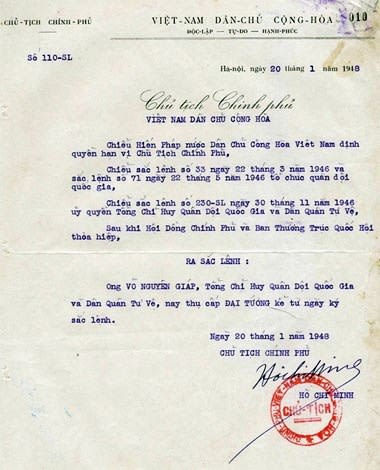 CHỦ-TỊCH CHÍNH-PHỦ
VIỆT-NAM DÂN-CHỦ CỘNG-HÒA
010
ĐỘC-LẬP — TỰ-DO — HẠNH-PHÚC
Số 110-SL
Hà-nội, ngày 20 tháng 1 năm 1948
Chủ tịch Chính phủ
VIỆT NAM DÂN CHỦ CỘNG HÒA
Chiếu Hiến Pháp nước Dân Chủ Cộng Hòa Việt Nam định
quyền hạn vị Chủ Tịch Chính Phủ,
Chiếu sắc lệnh số 33 ngày 22 tháng 3 năm 1946 và
sắc lệnh số 71 ngày 22 tháng 5 năm 1946 tổ chức quân đội
quốc gia,
Chiếu sắc lệnh số 230-SL ngày 30 tháng 11 năm 1946
ủy quyền Tổng Chỉ Huy Quân Đội Quốc Gia và Dân Quân Tự Vệ,
Sau khi Hội Đồng Chính Phủ và Ban Thường Trực Quốc Hội
thỏa hiệp,
RA SẮC LỆNH :
Ông VÕ NGUYÊN GIÁP, Tổng Chỉ Huy Quân Đội Quốc Gia
và Dân Quân Tự Vệ, nay thụ cấp ĐẠI TƯỚNG kể từ ngày ký
sắc lệnh.
Ngày 20 tháng 1 năm 1948
CHỦ TỊCH CHÍNH PHỦ
HồChíMinh
HỒ CHÍ MINH
CHỦ-TỊCH